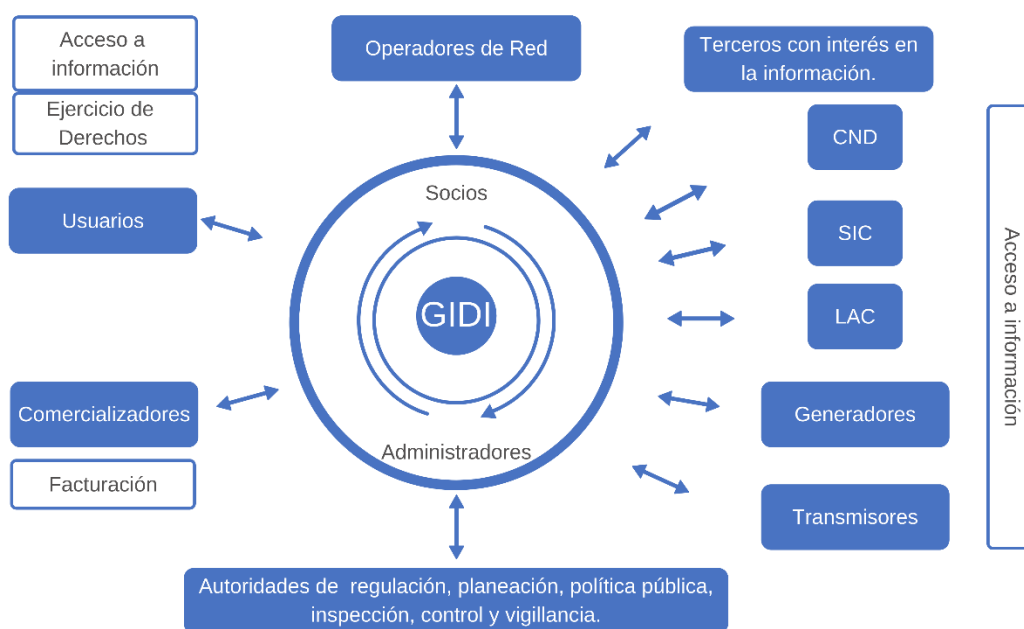 Acceso a
información
Ejercicio de
Derechos
Usuarios
Comercializadores
Facturación
Operadores de Red
Socios
GIDI
Administradores
Autoridades de regulación, planeación, política pública,
inspección, control y vigillancia.
Terceros con interés en
la información.
CND
SIC
LAC
Generadores
Transmisores
Acceso a información